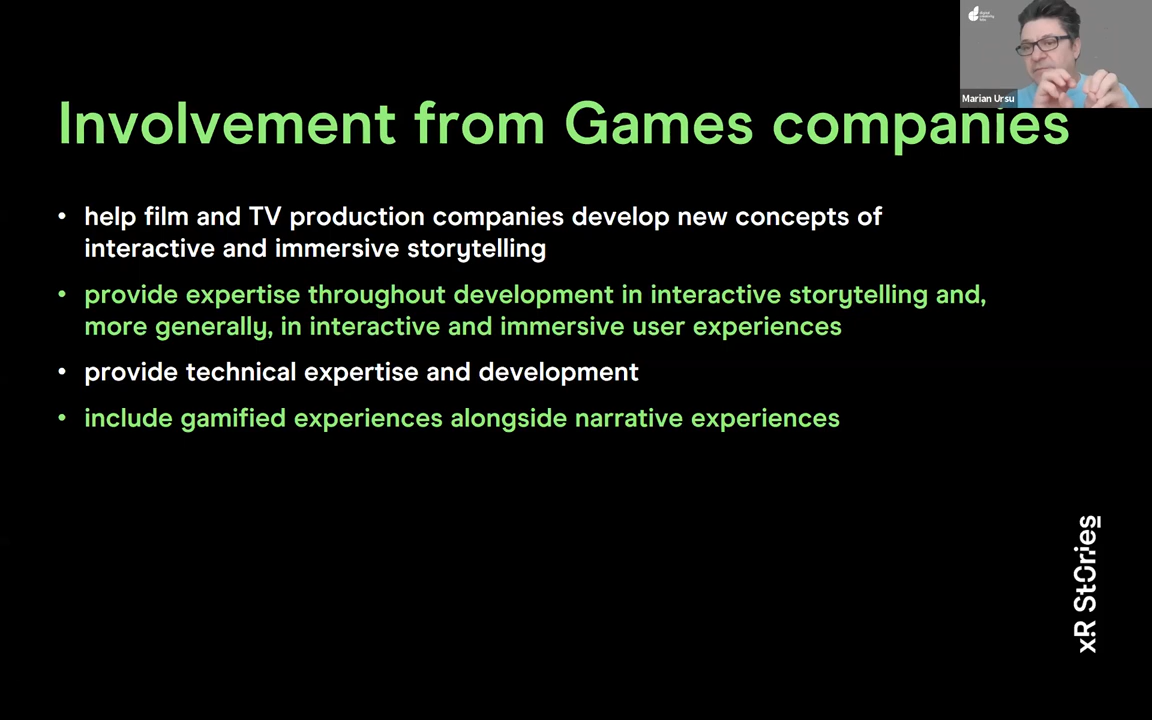 Marian Ursu
Involvement from Games companies
• help film and TV production companies develop new concepts of
interactive and immersive storytelling
• provide expertise throughout development in interactive storytelling and,
more generally, in interactive and immersive user experiences
• provide technical expertise and development
• include gamified experiences alongside narrative experiences
xR StOries